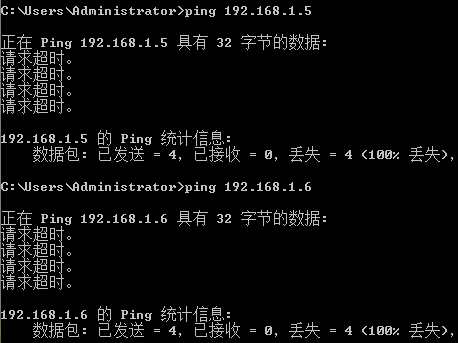 C:\Users\Administrator>ping 192.168.1.5
正在 Ping 192.168.1.5 具有 32 字节的数据:
请求超时。
请求超时。
请求超时。
请求超时。
192.168.1.5 的 Ping 统计信息:
数据包: 已发送 = 4, 已接收 = 0, 丢失 = 4 (100% 丢失),
C:\Users\Administrator>ping 192.168.1.6
正在 Ping 192.168.1.6 具有 32 字节的数据:
请求超时。
请求超时。
请求超时。
请求超时。
192.168.1.6 的 Ping 统计信息:
数据包: 已发送 = 4, 已接收 = 0, 丢失 = 4 (100% 丢失),